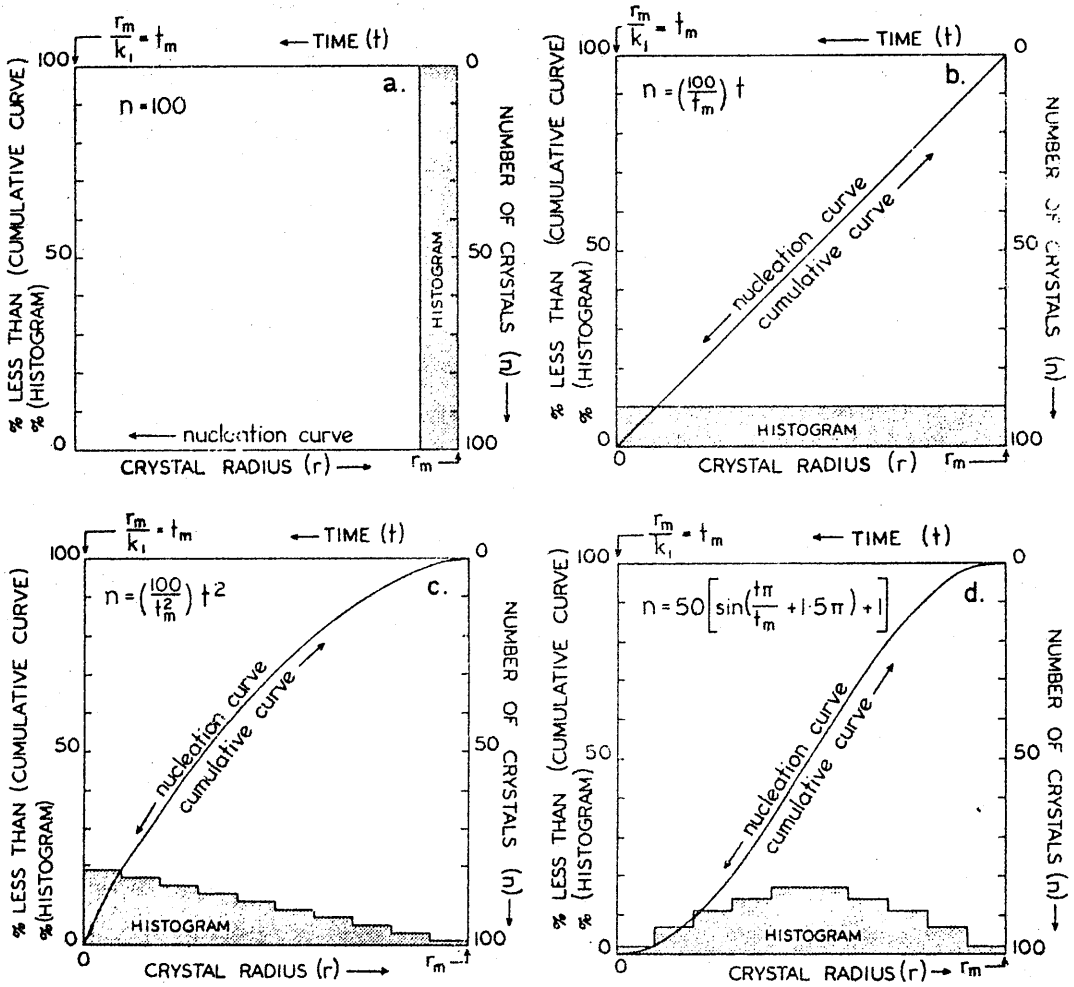 r_m/k_1 = t_m
← TIME (t)
100
0
a.
n = 100
% LESS THAN (CUMULATIVE CURVE)
% (HISTOGRAM)
50
50
HISTOGRAM
NUMBER OF CRYSTALS (n) →
0
100
← nucleation curve
CRYSTAL RADIUS (r) →
r_m
r_m/k_1 = t_m
← TIME (t)
100
0
b.
n = (100/t_m) t
% LESS THAN (CUMULATIVE CURVE)
% (HISTOGRAM)
50
50
nucleation curve
cumulative curve
NUMBER OF CRYSTALS (n) →
HISTOGRAM
0
100
0
CRYSTAL RADIUS (r)
r_m
r_m/k_1 = t_m
← TIME (t)
100
0
c.
n = (100/t_m^2) t^2
% LESS THAN (CUMULATIVE CURVE)
% (HISTOGRAM)
50
50
nucleation curve
cumulative curve
NUMBER OF CRYSTALS (n) →
HISTOGRAM
0
100
0
CRYSTAL RADIUS (r) →
r_m
r_m/k_1 = t_m
← TIME (t)
100
0
d.
n = 50 [sin(tπ/t_m + 1·5π) + 1]
% LESS THAN (CUMULATIVE CURVE)
% (HISTOGRAM)
50
50
nucleation curve
cumulative curve
NUMBER OF CRYSTALS (n) →
HISTOGRAM
0
100
0
CRYSTAL RADIUS (r) →
r_m